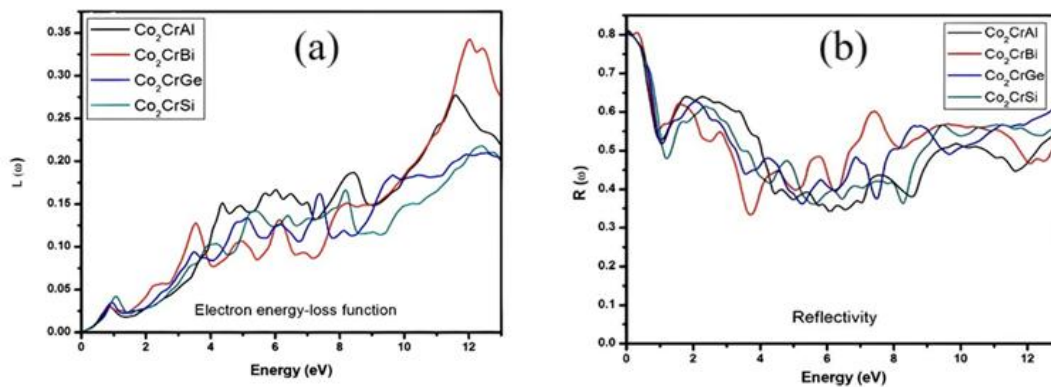 (a)
Co₂CrAl
Co₂CrBi
Co₂CrGe
Co₂CrSi
L (ω)
0.35
0.30
0.25
0.20
0.15
0.10
0.05
0.00
Electron energy-loss function
0 2 4 6 8 10 12
Energy (eV)
(b)
Co₂CrAl
Co₂CrBi
Co₂CrGe
Co₂CrSi
R (ω)
0.8
0.7
0.6
0.5
0.4
0.3
0.2
0.1
0.0
Reflectivity
0 2 4 6 8 10 12
Energy (eV)